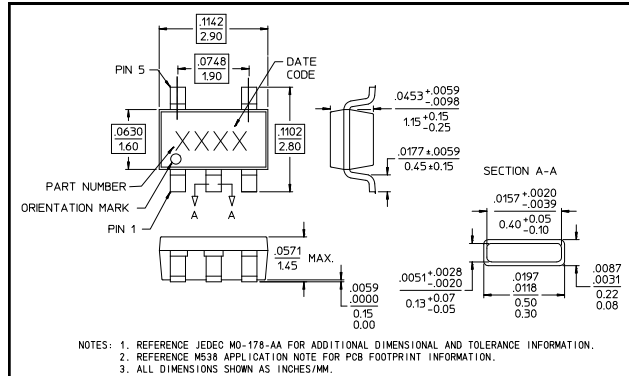 .1142
2.90
.0748
1.90
PIN 5
DATE
CODE
.0630
1.60
XXXX
.1102
2.80
PART NUMBER
ORIENTATION MARK
PIN 1
A
A
.0453 +.0059
-.0098
1.15 +0.15
-0.25
.0177 ±.0059
0.45 ±0.15
SECTION A-A
.0157 +.0020
-.0039
0.40 +0.05
-0.10
.0571
1.45
MAX.
.0059
.0000
0.15
0.00
.0051 +.0028
-.0020
0.13 +0.07
-0.05
.0197
.0118
0.50
0.30
.0087
.0031
0.22
0.08
NOTES: 1. REFERENCE JEDEC MO-178-AA FOR ADDITIONAL DIMENSIONAL AND TOLERANCE INFORMATION.
2. REFERENCE M538 APPLICATION NOTE FOR PCB FOOTPRINT INFORMATION.
3. ALL DIMENSIONS SHOWN AS INCHES/MM.